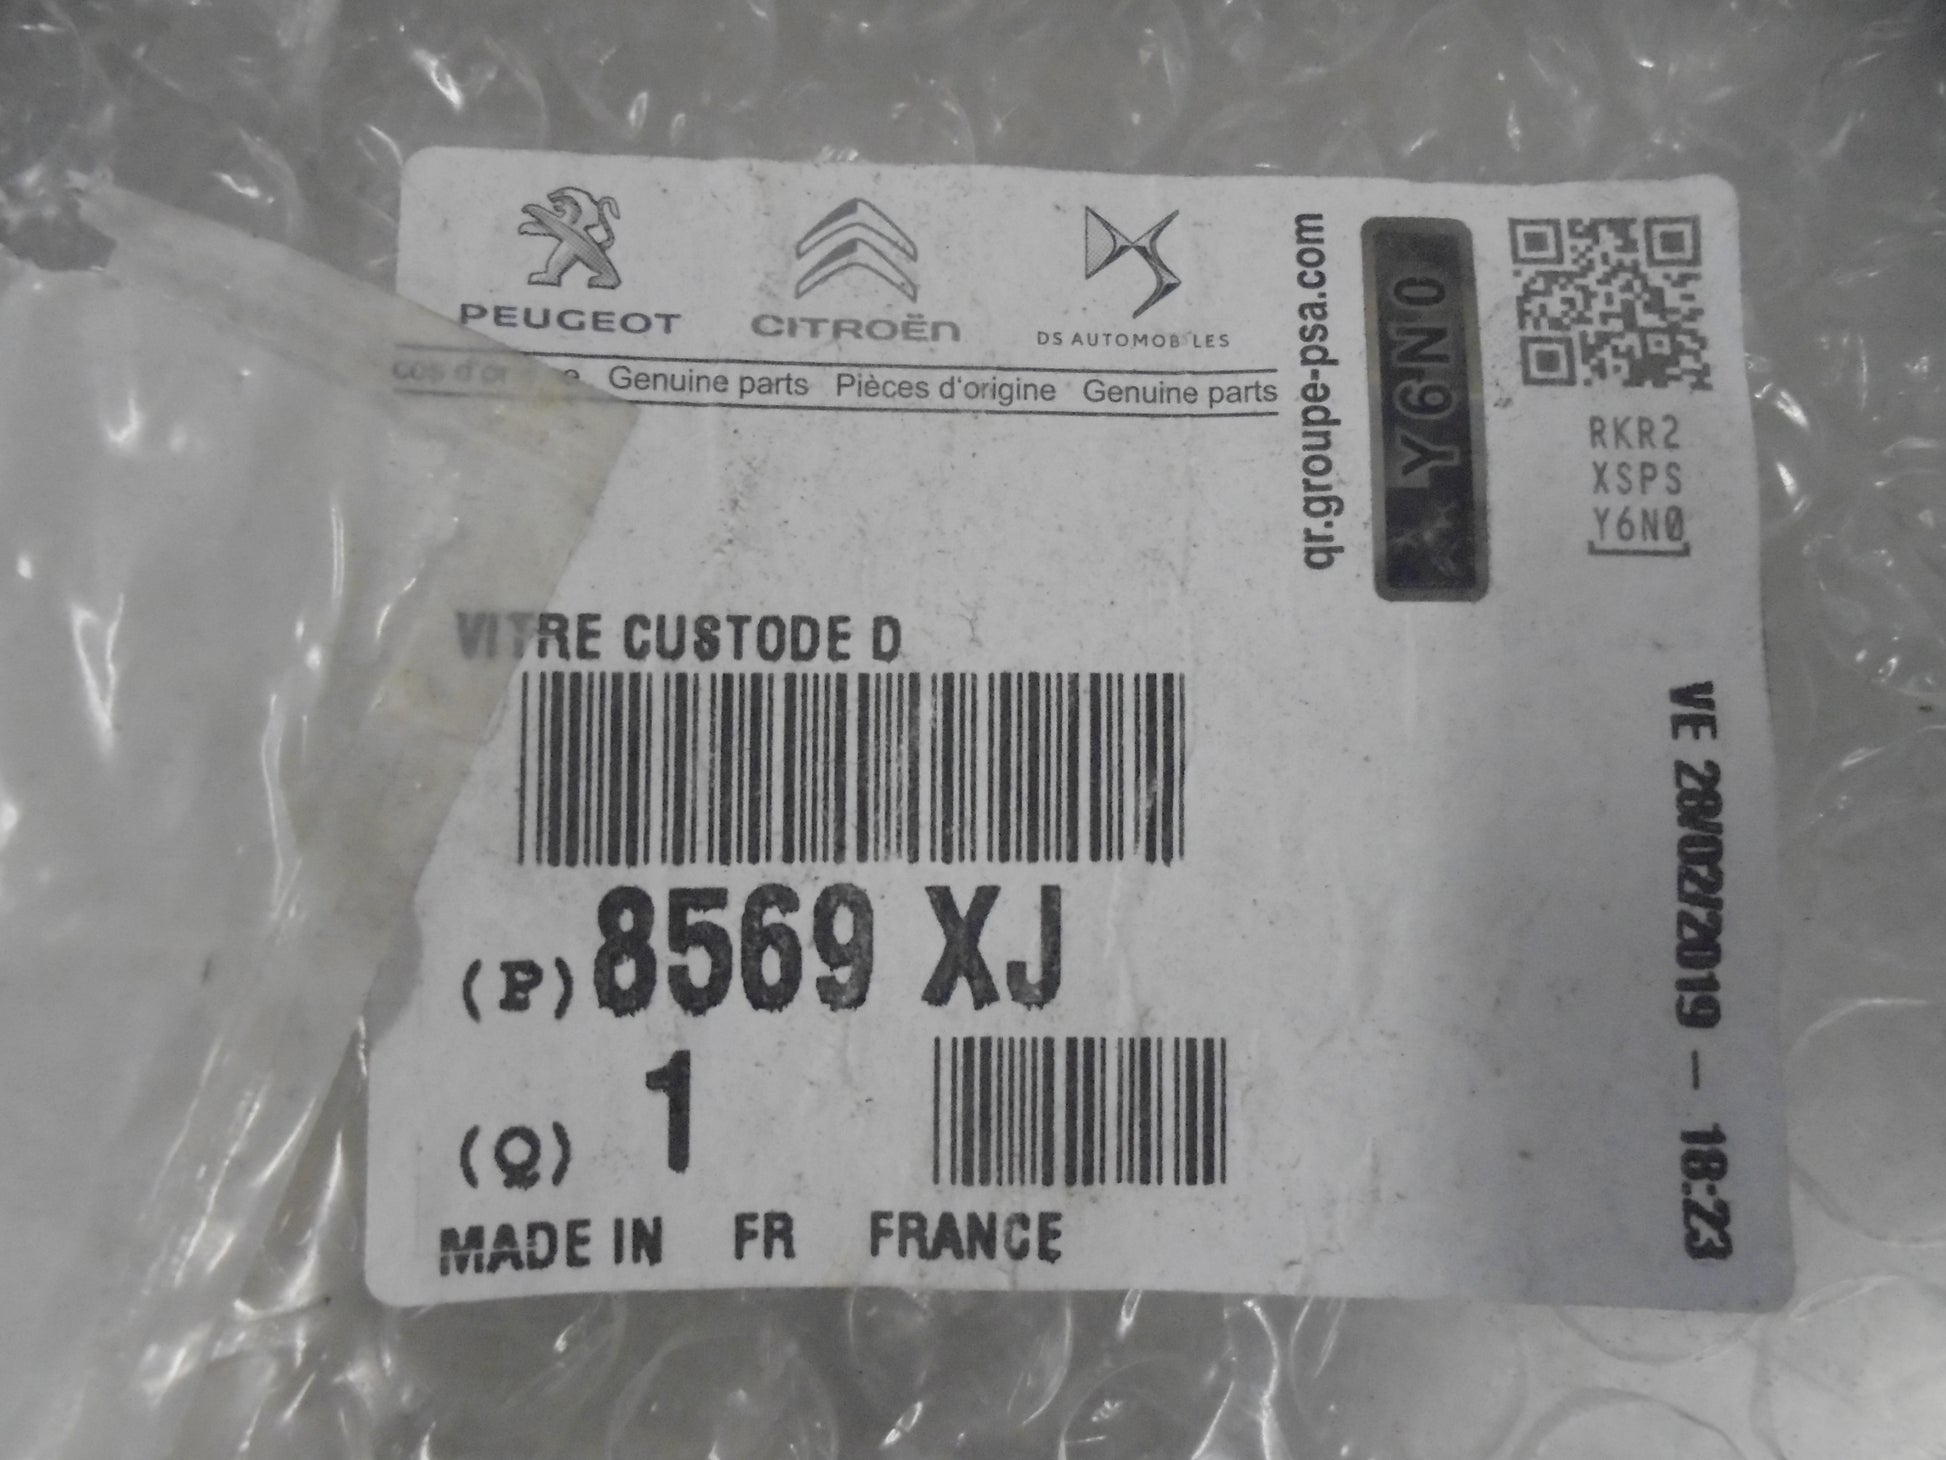 PEUGEOT CITROËN DS AUTOMOBILES
Genuine parts Pièces d'origine Genuine parts
qr.groupe-psa.com
Y6N0
RKR2
XSPS
Y6N0
VITRE CUSTODE D
(P) 8569 XJ
(Q) 1
MADE IN FR FRANCE
VE 28/02/2019 - 18:23